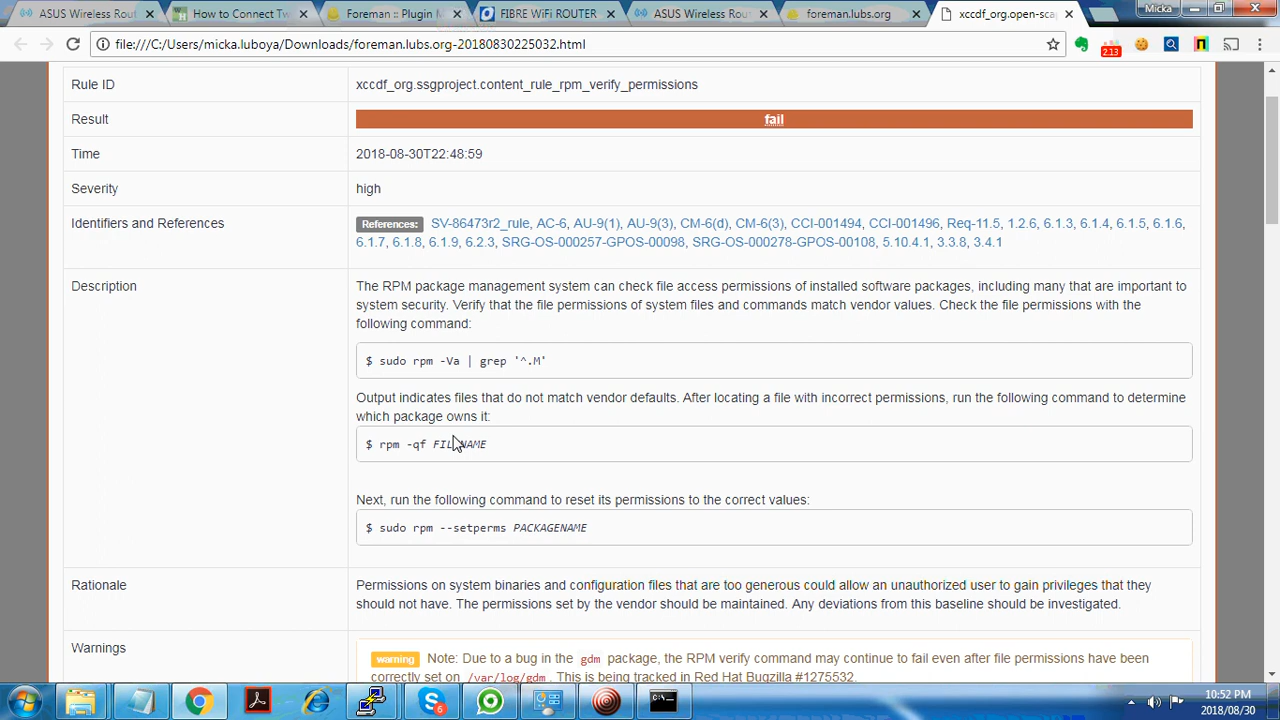 ASUS Wireless Rout
How to Connect Tw
Foreman :: Plugin
FIBRE WiFi ROUTER
ASUS Wireless Rout
foreman.lubs.org
xccdf_org.open-sca
Micka
file:///C:/Users/micka.luboya/Downloads/foreman.lubs.org-20180830225032.html
2.13
n
Rule ID
xccdf_org.ssgproject.content_rule_rpm_verify_permissions
Result
fail
Time
2018-08-30T22:48:59
Severity
high
Identifiers and References
References: SV-86473r2_rule, AC-6, AU-9(1), AU-9(3), CM-6(d), CM-6(3), CCI-001494, CCI-001496, Req-11.5, 1.2.6, 6.1.3, 6.1.4, 6.1.5, 6.1.6,
6.1.7, 6.1.8, 6.1.9, 6.2.3, SRG-OS-000257-GPOS-00098, SRG-OS-000278-GPOS-00108, 5.10.4.1, 3.3.8, 3.4.1
Description
The RPM package management system can check file access permissions of installed software packages, including many that are important to
system security. Verify that the file permissions of system files and commands match vendor values. Check the file permissions with the
following command:
$ sudo rpm -Va | grep '^.M'
Output indicates files that do not match vendor defaults. After locating a file with incorrect permissions, run the following command to determine
which package owns it:
$ rpm -qf FILENAME
Next, run the following command to reset its permissions to the correct values:
$ sudo rpm --setperms PACKAGENAME
Rationale
Permissions on system binaries and configuration files that are too generous could allow an unauthorized user to gain privileges that they
should not have. The permissions set by the vendor should be maintained. Any deviations from this baseline should be investigated.
Warnings
warning Note: Due to a bug in the gdm package, the RPM verify command may continue to fail even after file permissions have been
correctly set on /var/log/gdm. This is being tracked in Red Hat Bugzilla #1275532.
10:52 PM
2018/08/30